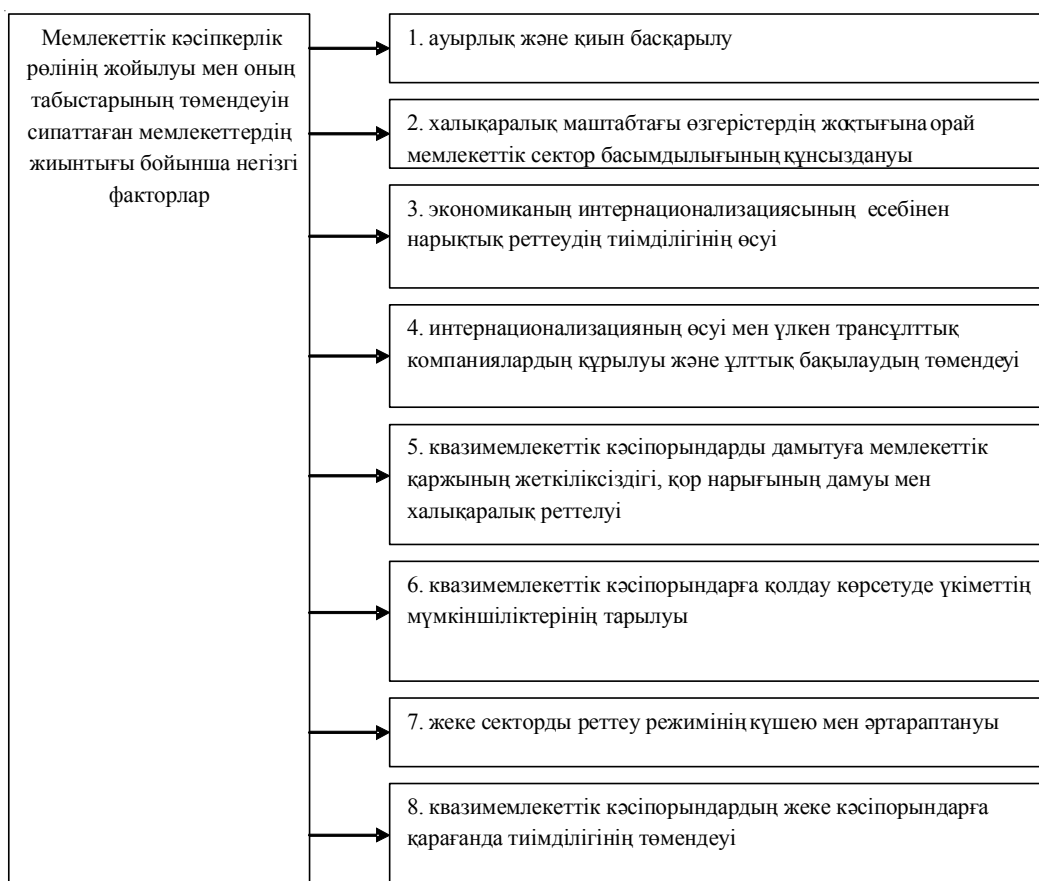 Мемлекеттік кәсіпкерлік
рөлінің жойылуы мен оның
табыстарының төмендеуін
сипаттаған мемлекеттердің
жиынтығы бойынша негізгі
факторлар
1. ауырлық және қиын басқарылу
2. халықаралық маштабтағы өзгерістердің жоқтығына орай
мемлекеттік сектор басымдылығының құнсыздануы
3. экономиканың интернационализациясының есебінен
нарықтық реттеудің тиімділігінің өсуі
4. интернационализацияның өсуі мен үлкен трансұлттық
компаниялардың құрылуы және ұлттық бақылаудың төмендеуі
5. квазимемлекеттік кәсіпорындарды дамытуға мемлекеттік
қаржының жеткіліксіздігі, қор нарығының дамуы мен
халықаралық реттелуі
6. квазимемлекеттік кәсіпорындарға қолдау көрсетуде үкіметтің
мүмкіншіліктерінің тарылуы
7. жеке секторды реттеу режимінің күшею мен әртараптануы
8. квазимемлекеттік кәсіпорындардың жеке кәсіпорындарға
қарағанда тиімділігінің төмендеуі